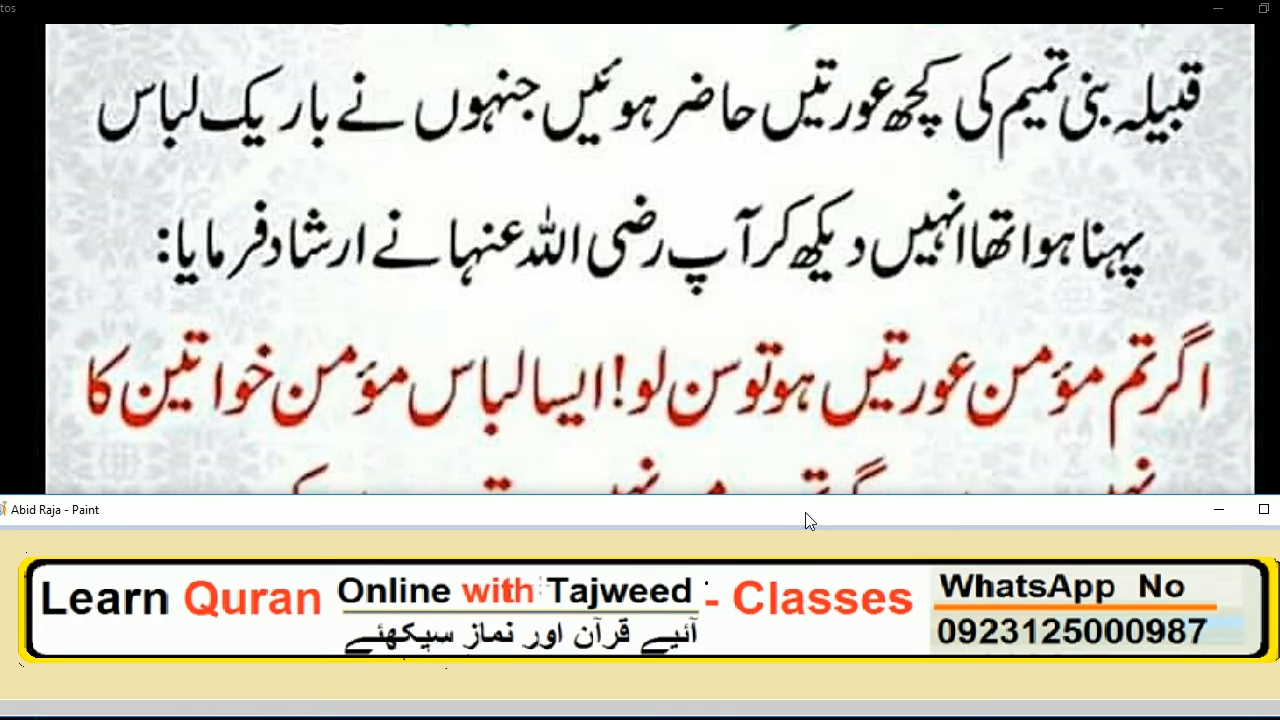 tos
قبیلہ بنی تمیم کی کچھ عورتیں حاضر ہوئیں جنہوں نے باریک لباس
پہنا ہوا تھا انہیں دیکھ کر آپ رضی اللہ عنہا نے ارشاد فرمایا:
اگر تم مؤمن عورتیں ہو تو سن لو! ایسا لباس مؤمن خواتین کا
Abid Raja - Paint
Learn Quran Online with Tajweed - Classes
آئیے قرآن اور نماز سیکھئے
WhatsApp No
0923125000987